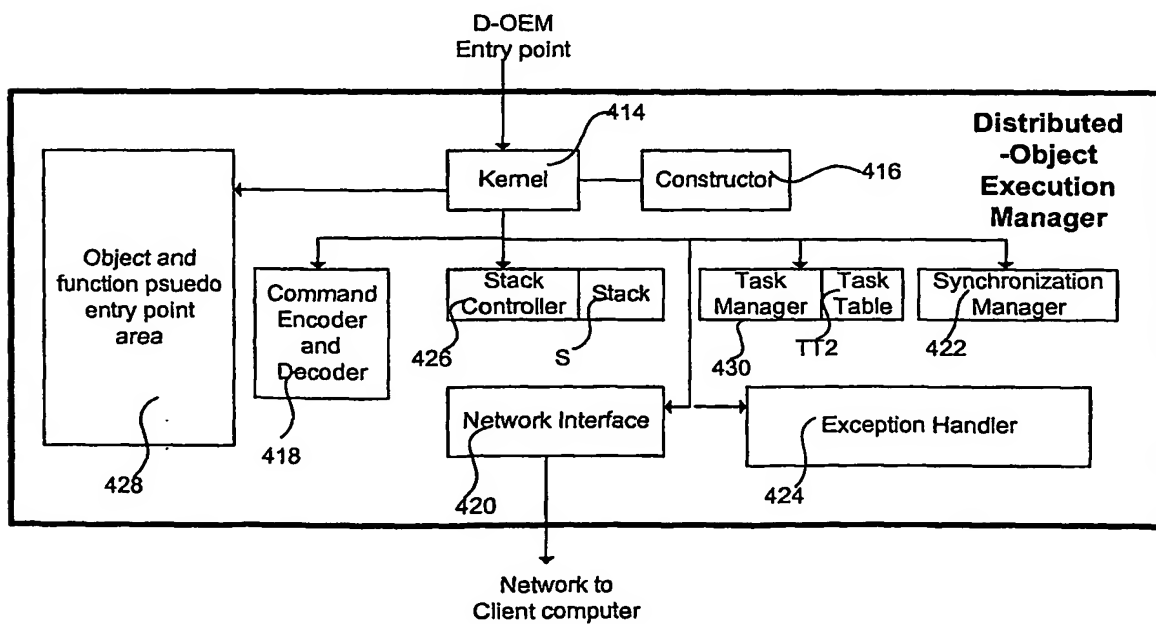 D-OEM
Entry point
414
Distributed
-Object
Execution
Manager
Kernel
Constructor
416
Object and
function psuedo
entry point
area
428
Command
Encoder
and
Decoder
418
Stack
Controller
Stack
426
S
Task
Manager
Task
Table
430
TT2
Synchronization
Manager
422
Network Interface
420
Exception Handler
424
Network to
Client computer